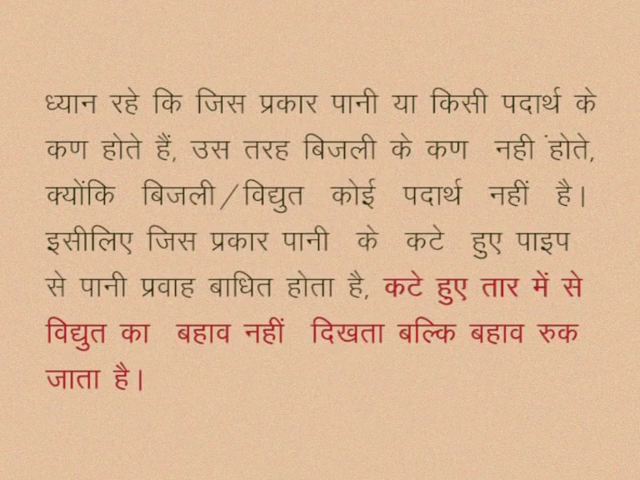 ध्यान रहे कि जिस प्रकार पानी या किसी पदार्थ के
कण होते हैं, उस तरह बिजली के कण नही ंहोते,
क्योंकि बिजली/विद्युत कोई पदार्थ नहीं है।
इसीलिए जिस प्रकार पानी के कटे हुए पाइप
से पानी प्रवाह बाधित होता है, कटे हुए तार में से
विद्युत का बहाव नहीं दिखता बल्कि बहाव रुक
जाता है।